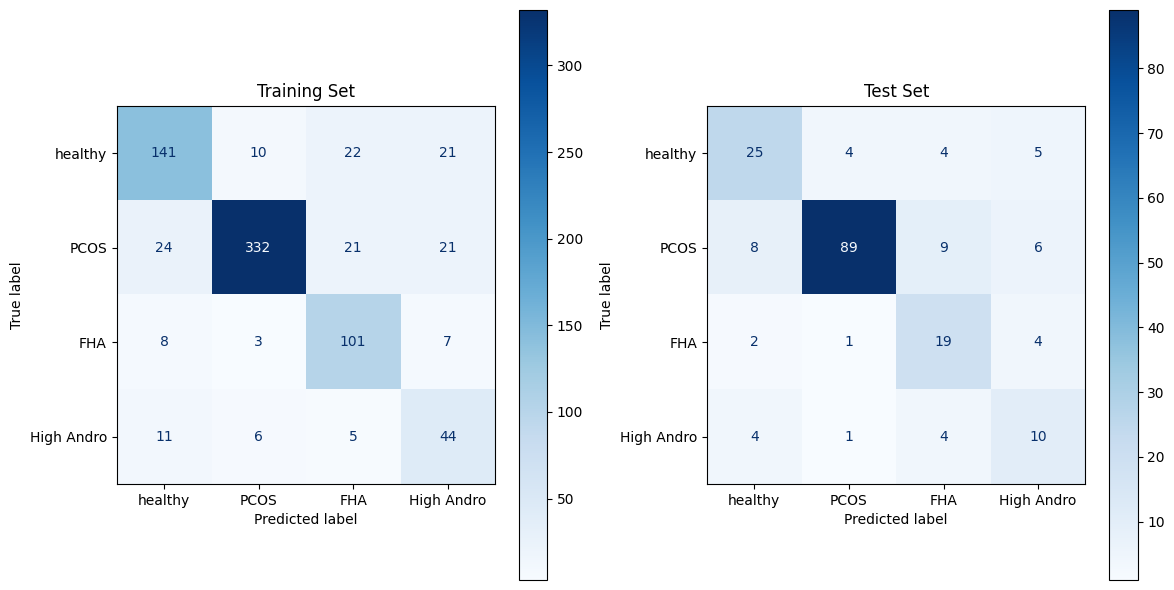 Training Set
True label
healthy 141 10 22 21
PCOS 24 332 21 21
FHA 8 3 101 7
High Andro 11 6 5 44
healthy PCOS FHA High Andro
Predicted label
300
250
200
150
100
50
Test Set
True label
healthy 25 4 4 5
PCOS 8 89 9 6
FHA 2 1 19 4
High Andro 4 1 4 10
healthy PCOS FHA High Andro
Predicted label
80
70
60
50
40
30
20
10